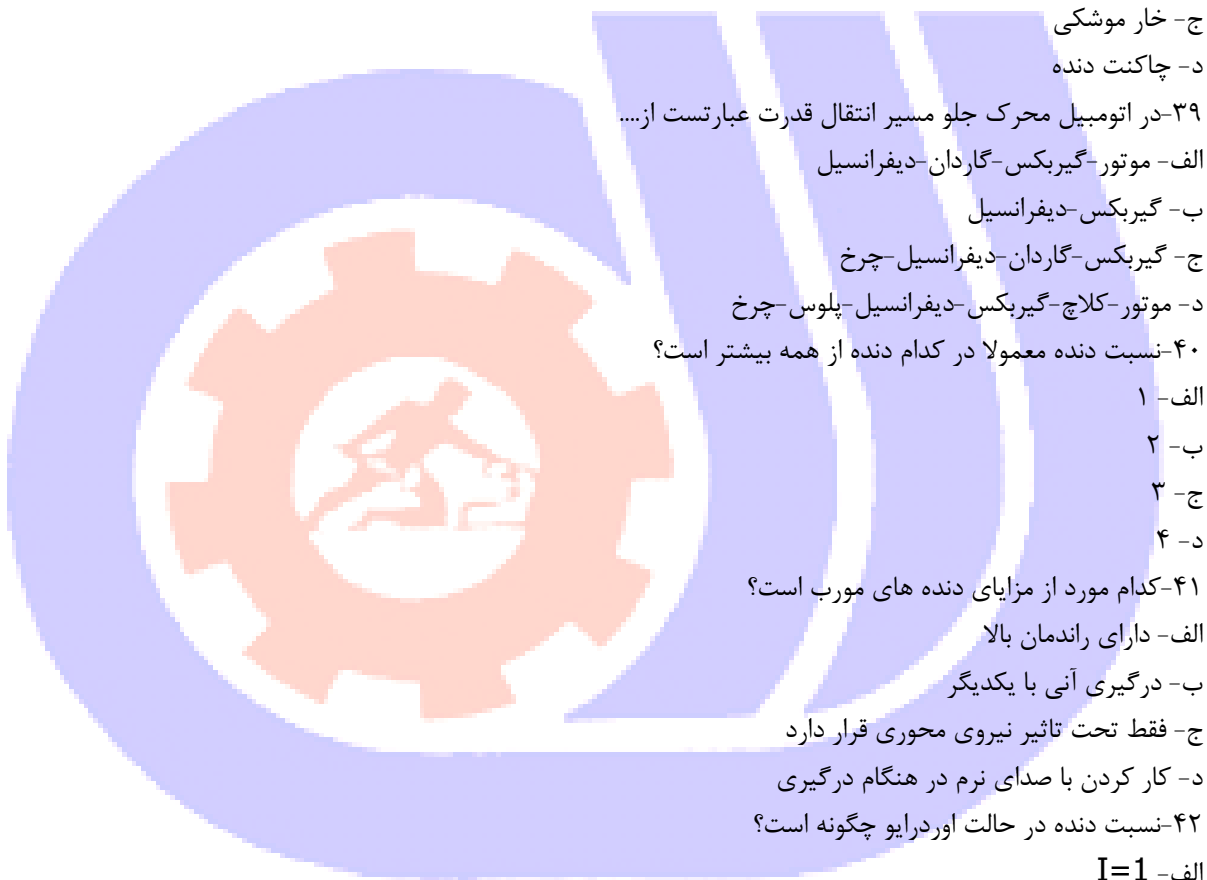 ج- خار موشکی
د- چاکنت دنده
۳۹-در اتومبیل محرک جلو مسیر انتقال قدرت عبارتست از....
الف- موتور-گیربکس-گاردان-دیفرانسیل
ب- گیربکس-دیفرانسیل
ج- گیربکس-گاردان-دیفرانسیل-چرخ
د- موتور-کلاچ-گیربکس-دیفرانسیل-پلوس-چرخ
۴۰-نسبت دنده معمولا در کدام دنده از همه بیشتر است؟
الف- ۱
ب- ۲
ج- ۳
د- ۴
۴۱-کدام مورد از مزایای دنده های مورب است؟
الف- دارای راندمان بالا
ب- درگیری آنی با یکدیگر
ج- فقط تحت تاثیر نیروی محوری قرار دارد
د- کار کردن با صدای نرم در هنگام درگیری
۴۲-نسبت دنده در حالت اوردرایو چگونه است؟
الف- I=1